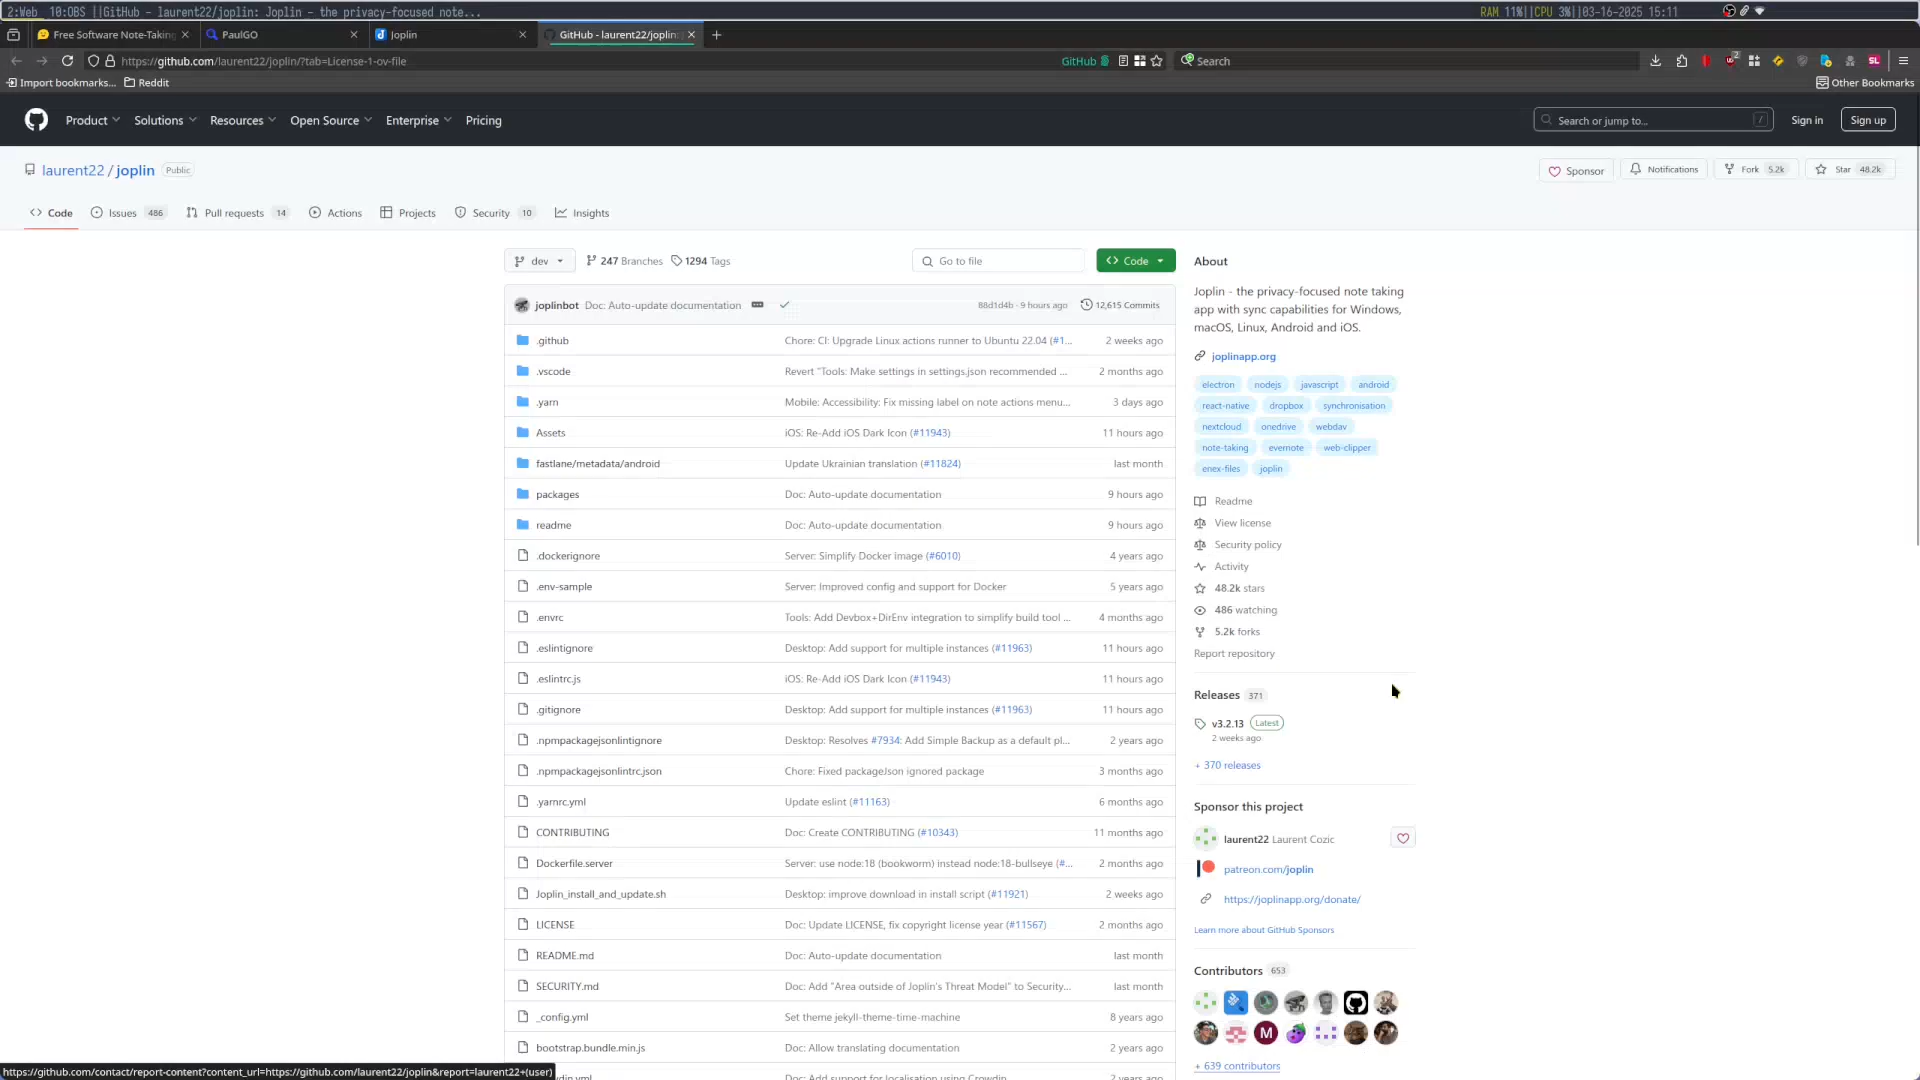 2:Web 10:OBS ||GitHub - laurent22/joplin: Joplin - the privacy-focused note...
RAM 11%||CPU 3%||03-16-2025 15:11
Free Software Note-Taking
PaulGO
Joplin
GitHub - laurent22/joplin:
https://github.com/laurent22/joplin/?tab=License-1-ov-file
GitHub
Search
Import bookmarks...
Reddit
Other Bookmarks
Product
Solutions
Resources
Open Source
Enterprise
Pricing
Search or jump to...
/
Sign in
Sign up
laurent22 / joplin Public
Sponsor
Notifications
Fork 5.2k
Star 48.2k
Code
Issues 486
Pull requests 14
Actions
Projects
Security 10
Insights
dev
247 Branches
1294 Tags
Go to file
Code
joplinbot Doc: Auto-update documentation
88d1d4b · 9 hours ago
12,615 Commits
.github Chore: CI: Upgrade Linux actions runner to Ubuntu 22.04 (#1... 2 weeks ago
.vscode Revert "Tools: Make settings in settings.json recommended ... 2 months ago
.yarn Mobile: Accessibility: Fix missing label on note actions menu... 3 days ago
Assets iOS: Re-Add iOS Dark Icon (#11943) 11 hours ago
fastlane/metadata/android Update Ukrainian translation (#11824) last month
packages Doc: Auto-update documentation 9 hours ago
readme Doc: Auto-update documentation 9 hours ago
.dockerignore Server: Simplify Docker image (#6010) 4 years ago
.env-sample Server: Improved config and support for Docker 5 years ago
.envrc Tools: Add Devbox+DirEnv integration to simplify build tool ... 4 months ago
.eslintignore Desktop: Add support for multiple instances (#11963) 11 hours ago
.eslintrc.js iOS: Re-Add iOS Dark Icon (#11943) 11 hours ago
.gitignore Desktop: Add support for multiple instances (#11963) 11 hours ago
.npmpackagejsonlintignore Desktop: Resolves #7934: Add Simple Backup as a default pl... 2 years ago
.npmpackagejsonlintrc.json Chore: Fixed packageJson ignored package 3 months ago
.yarnrc.yml Update eslint (#11163) 6 months ago
CONTRIBUTING Doc: Create CONTRIBUTING (#10343) 11 months ago
Dockerfile.server Server: use node:18 (bookworm) instead node:18-bullseye (#... 2 months ago
Joplin_install_and_update.sh Desktop: improve download in install script (#11921) 2 weeks ago
LICENSE Doc: Update LICENSE, fix copyright license year (#11567) 2 months ago
README.md Doc: Auto-update documentation last month
SECURITY.md Doc: Add "Area outside of Joplin's Threat Model" to Security... last month
_config.yml Set theme jekyll-theme-time-machine 8 years ago
bootstrap.bundle.min.js Doc: Allow translating documentation 2 years ago
Doc: Add support for localisation using Crowdin 2 years ago
About
Joplin - the privacy-focused note taking
app with sync capabilities for Windows,
macOS, Linux, Android and iOS.
joplinapp.org
electron nodejs javascript android
react-native dropbox synchronisation
nextcloud onedrive webdav
note-taking evernote web-clipper
enex-files joplin
Readme
View license
Security policy
Activity
48.2k stars
486 watching
5.2k forks
Report repository
Releases 371
v3.2.13 Latest
2 weeks ago
+ 370 releases
Sponsor this project
laurent22 Laurent Cozic
patreon.com/joplin
https://joplinapp.org/donate/
Learn more about GitHub Sponsors
Contributors 653
M
+ 639 contributors
https://github.com/contact/report-content?content_url=https://github.com/laurent22/joplin&report=laurent22+(user)